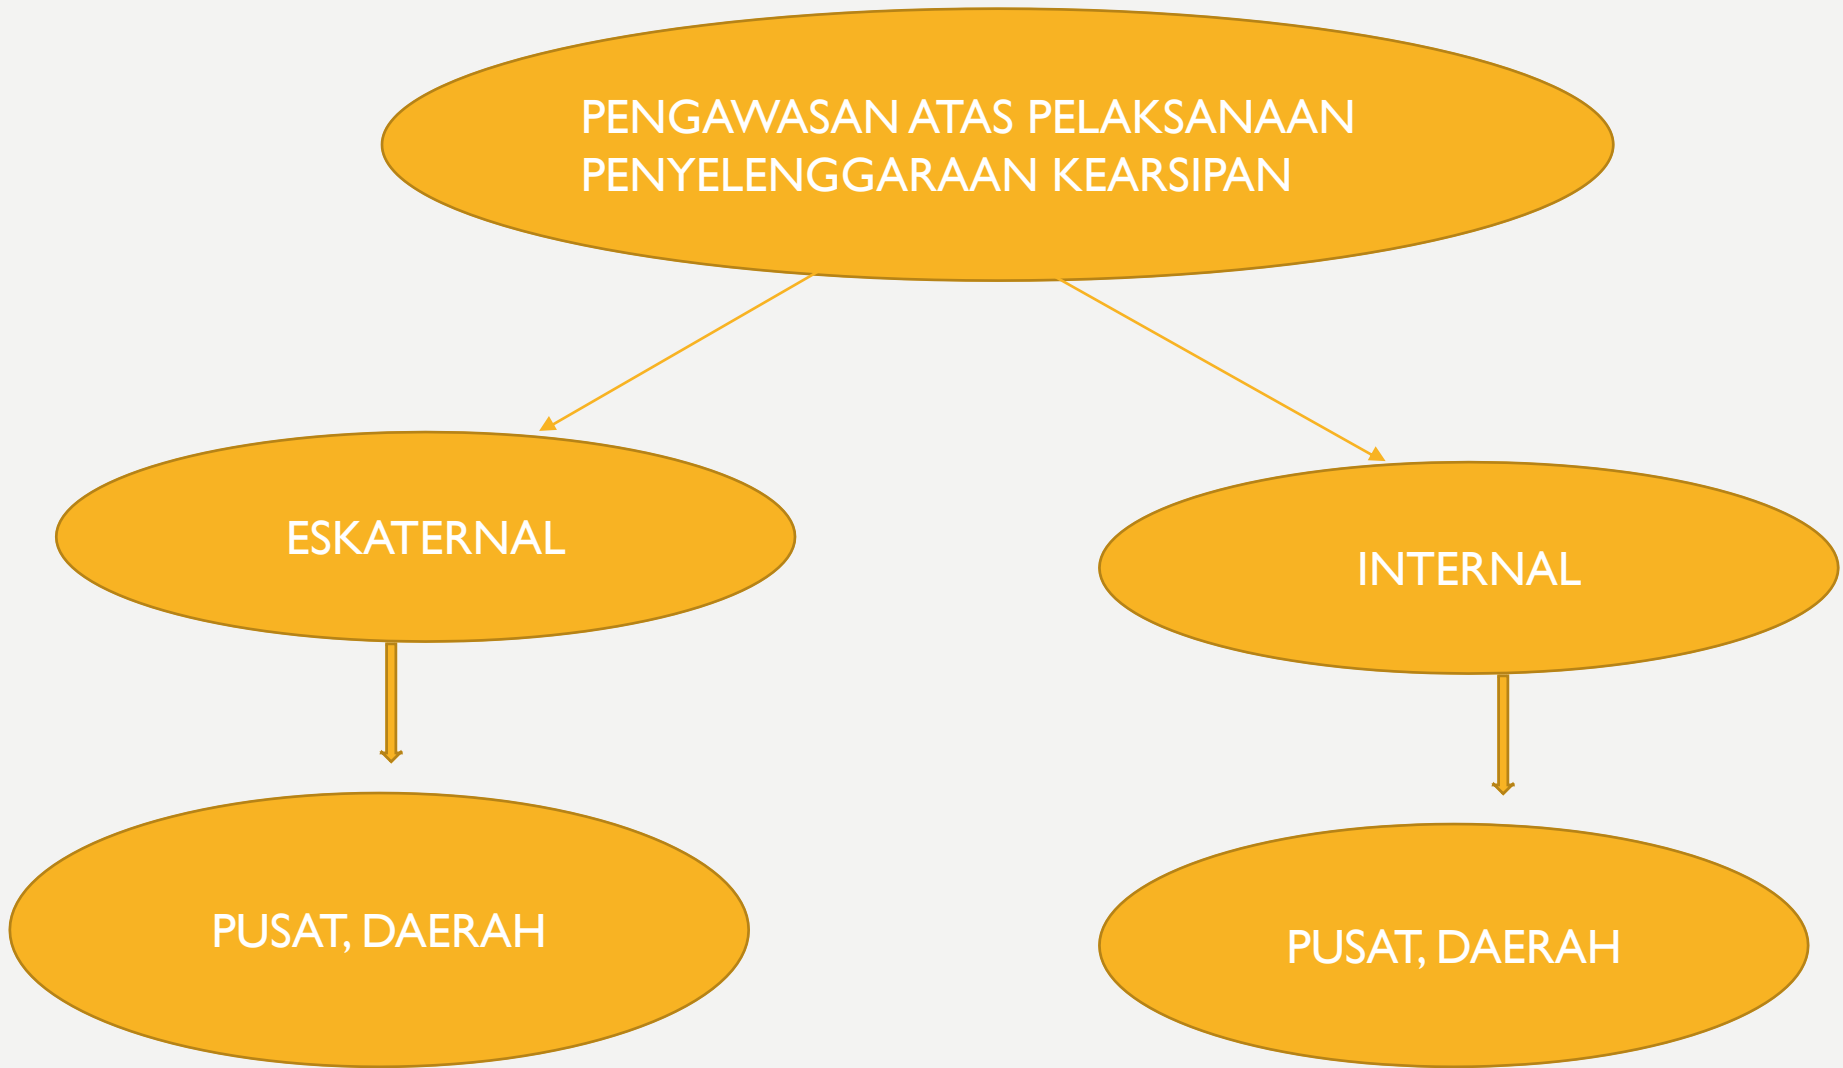 PENGAWASAN ATAS PELAKSANAAN
PENYELENGGARAAN KEARSIPAN
ESKATERNAL
INTERNAL
PUSAT, DAERAH
PUSAT, DAERAH